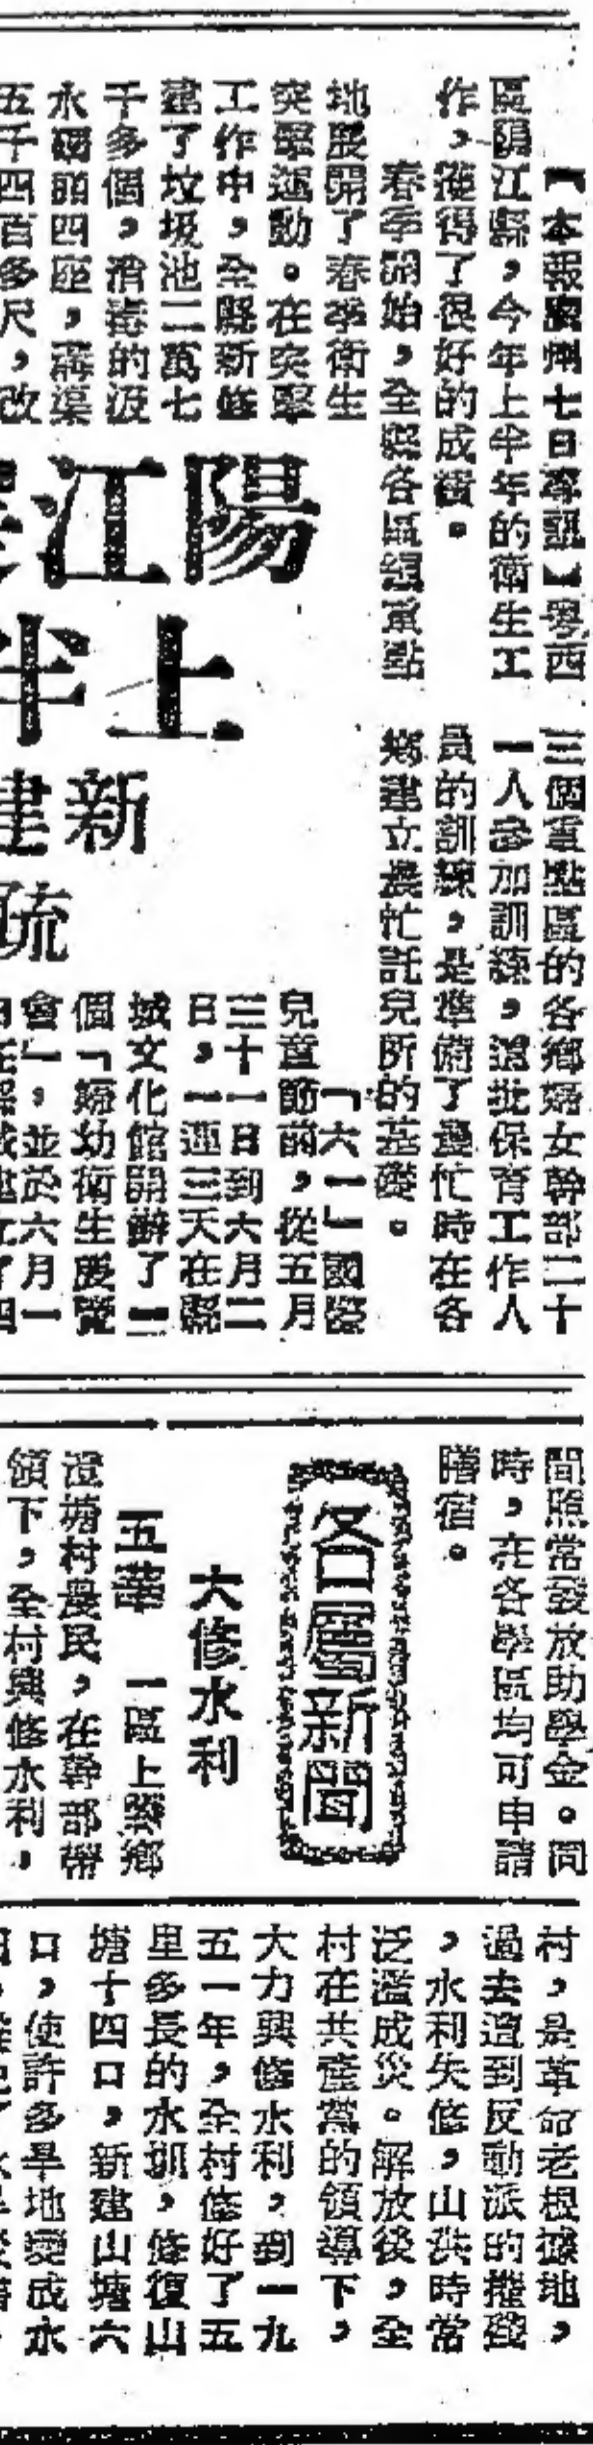 【本報廣州七日專訊】粵西
區陽江縣，今年上半年的衛生工
作，獲得了很好的成績。
春季開始，全縣各區組重點
地展開了春季衛生
突擊運動。在突擊
工作中，全縣新修
建了垃圾池二萬七
千多個，消毒的
水碼頭四座，溝渠
五千四百多尺，改
陽江
上半
新建
疏
三個重點區的各鄉婦女幹部二十
一人參加訓練，這批保育工作人
員的訓練，是準備了農忙時在各
鄉建立農忙託兒所的基礎。
「六一」國際
兒童節前，從五月
三十一日到六月二
日，一連三天在縣
城文化館開辦了一
個「婦幼衛生展覽
會」，並於六月一
間照常發放助學金。同
時，在各學區均可申請
膳宿。
各屬新聞
大修水利
五華　一區上
鄉
澄塘村農民，在幹部帶
領下，全村興修水利，
村，是革命老根據地，
過去遭到反動派的摧殘
，水利失修，山洪時常
泛濫成災。解放後，全
村在共產黨的領導下，
大力興修水利，到一九
五一年，全村修好了五
里多長的水圳，修復山
塘十四口，新建山塘六
口，使許多旱地變成水